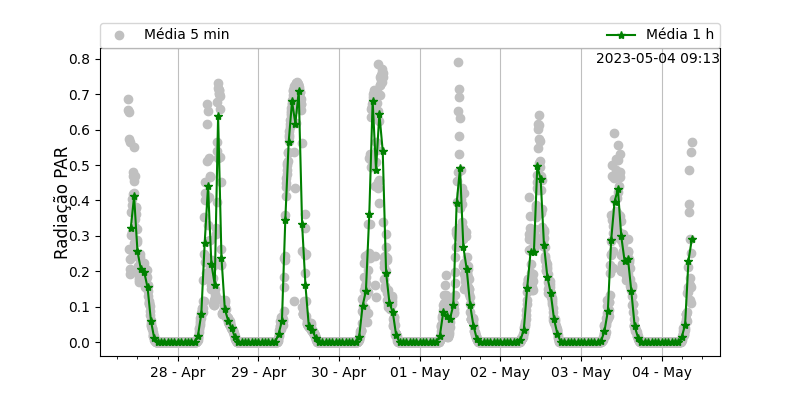 Média 5 min
Média 1 h
2023-05-04 09:13
Radiação PAR
0.8
0.7
0.6
0.5
0.4
0.3
0.2
0.1
0.0
28 - Apr
29 - Apr
30 - Apr
01 - May
02 - May
03 - May
04 - May